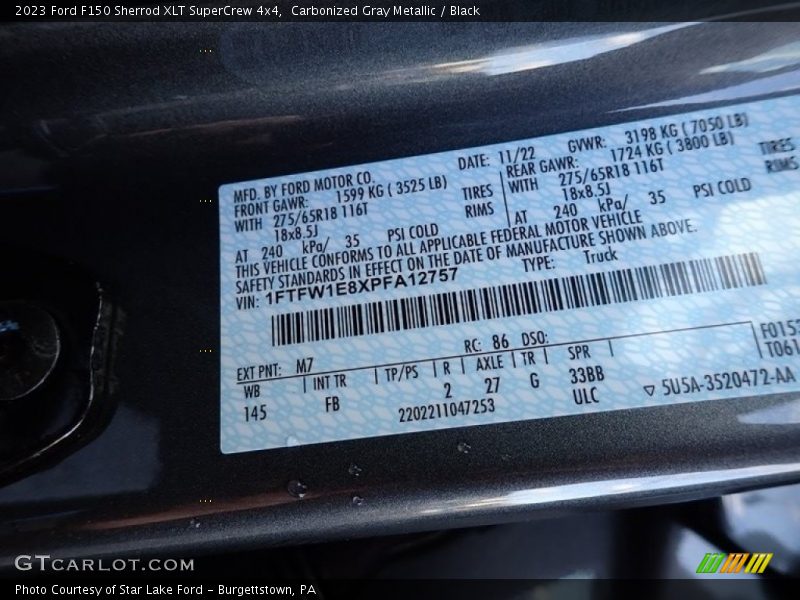 2023 Ford F150 Sherrod XLT SuperCrew 4x4, Carbonized Gray Metallic / Black
MFD. BY FORD MOTOR CO. DATE: 11/22 GVWR: 3198 KG ( 7050 LB)
FRONT GAWR: 1599 KG ( 3525 LB) REAR GAWR: 1724 KG ( 3800 LB)
WITH 275/65R18 116T TIRES WITH 275/65R18 116T TIRES
18x8.5J RIMS 18x8.5J RIMS
AT 240 kPa/ 35 PSI COLD AT 240 kPa/ 35 PSI COLD
THIS VEHICLE CONFORMS TO ALL APPLICABLE FEDERAL MOTOR VEHICLE
SAFETY STANDARDS IN EFFECT ON THE DATE OF MANUFACTURE SHOWN ABOVE.
VIN: 1FTFW1E8XPFA12757 TYPE: Truck
EXT PNT: M7 RC: 86 DSO: F0152
WB INT TR TP/PS R AXLE TR SPR T061
145 FB 2 27 G 33BB
2202211047253 ULC ▽ 5U5A-3520472-AA
GTCARLOT.COM
Photo Courtesy of Star Lake Ford - Burgettstown, PA